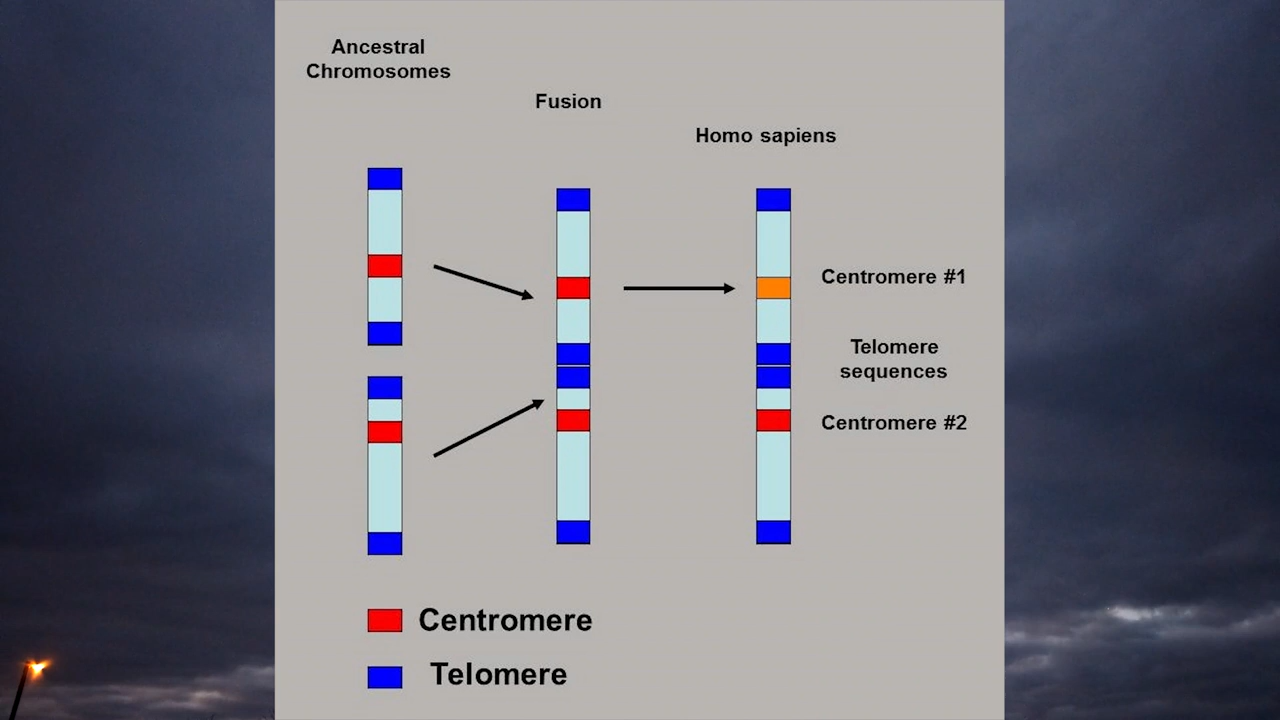 Ancestral
Chromosomes
Fusion
Homo sapiens
Centromere #1
Telomere
sequences
Centromere #2
Centromere
Telomere